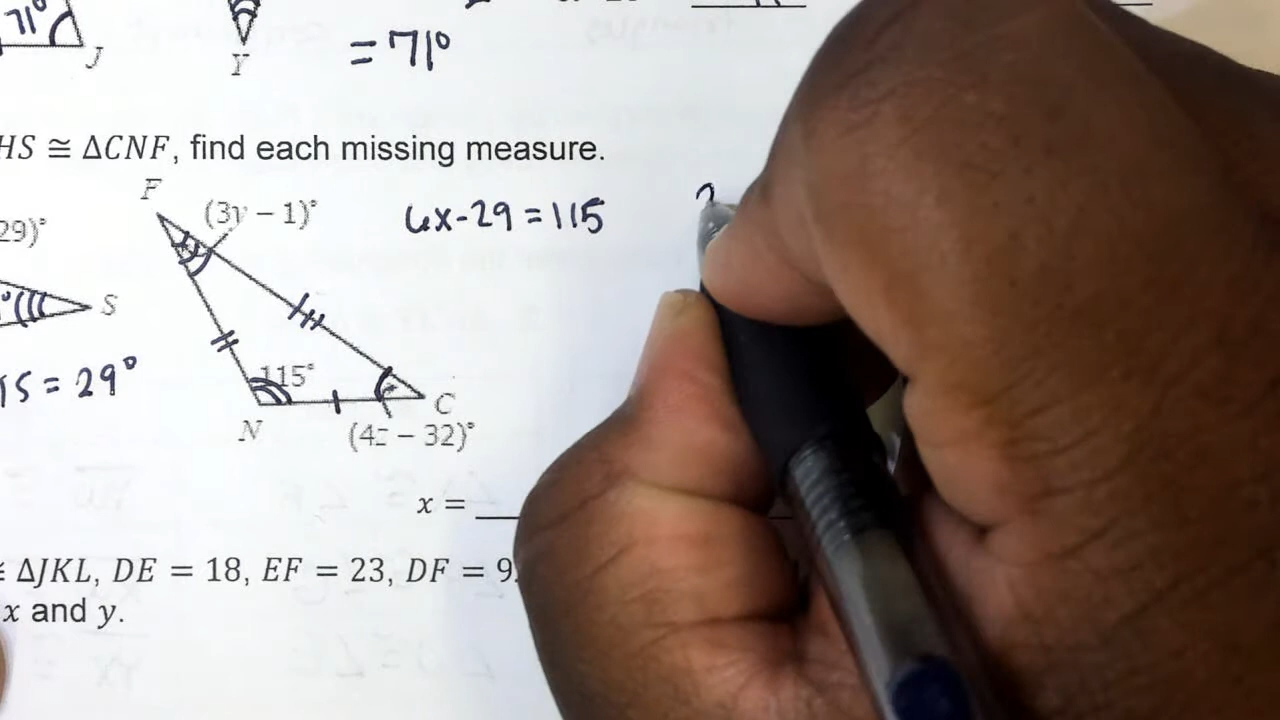 71° J
Y
= 71°
HS ≅ ΔCNF, find each missing measure.
F
(3y − 1)°
6x-29 = 115
29)°
S
115°
= 29°
N
C
(4z − 32)°
x =
≅ ΔJKL, DE = 18, EF = 23, DF = 9
x and y.